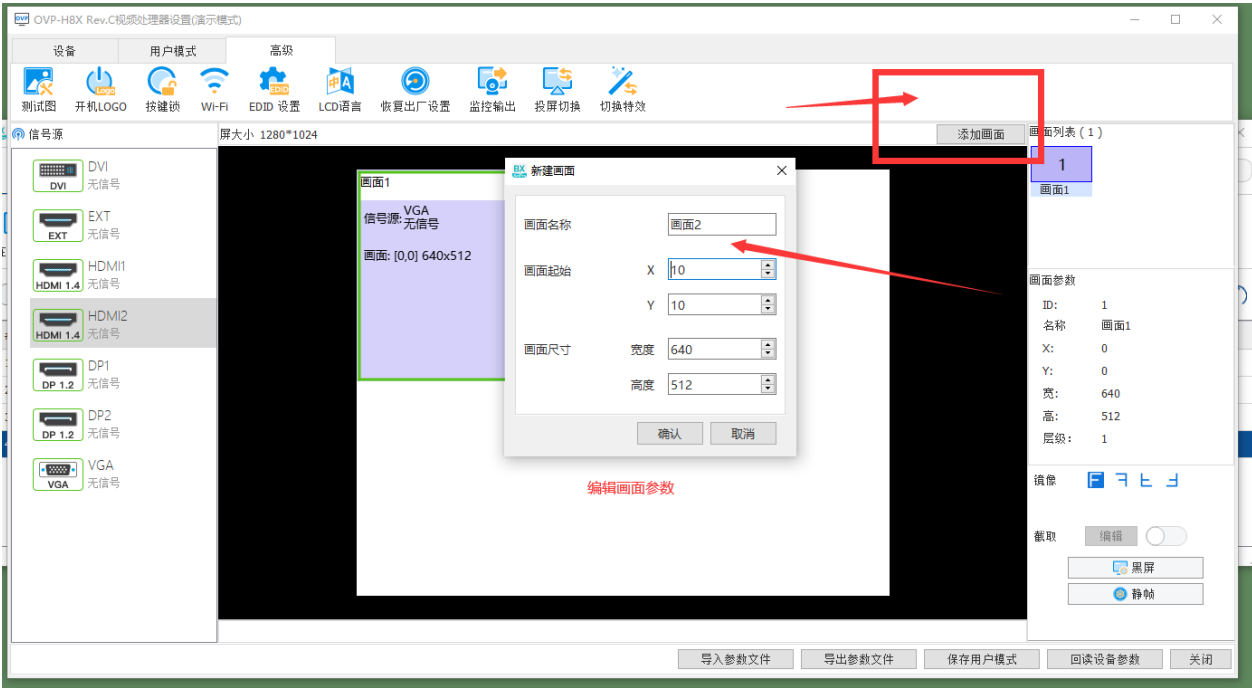 OVP-H8X Rev.C视频处理器设置(演示模式)
设备 用户模式 高级
测试图 开机LOGO 按键锁 Wi-Fi EDID 设置 LCD语言 恢复出厂设置 监控输出 投屏切换 切换特效
信号源
屏大小 1280*1024
添加画面
画面列表 ( 1 )
DVI
DVI
无信号
EXT
EXT
无信号
HDMI 1.4
HDMI1
无信号
HDMI 1.4
HDMI2
无信号
DP 1.2
DP1
无信号
DP 1.2
DP2
无信号
VGA
VGA
无信号
画面1
信号源: VGA
无信号
画面: [0,0] 640x512
新建画面
画面名称 画面2
画面起始 X 10
Y 10
画面尺寸 宽度 640
高度 512
确认 取消
编辑画面参数
1
画面1
画面参数
ID: 1
名称 画面1
X: 0
Y: 0
宽: 640
高: 512
层级: 1
镜像
截取 编辑
黑屏
静帧
导入参数文件 导出参数文件 保存用户模式 回读设备参数 关闭